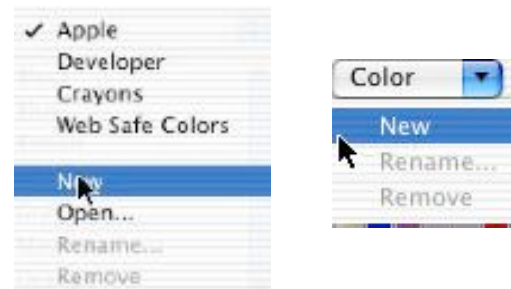 ✓ Apple
Developer
Crayons
Web Safe Colors
New
Open...
Rename...
Remove
Color
New
Rename...
Remove